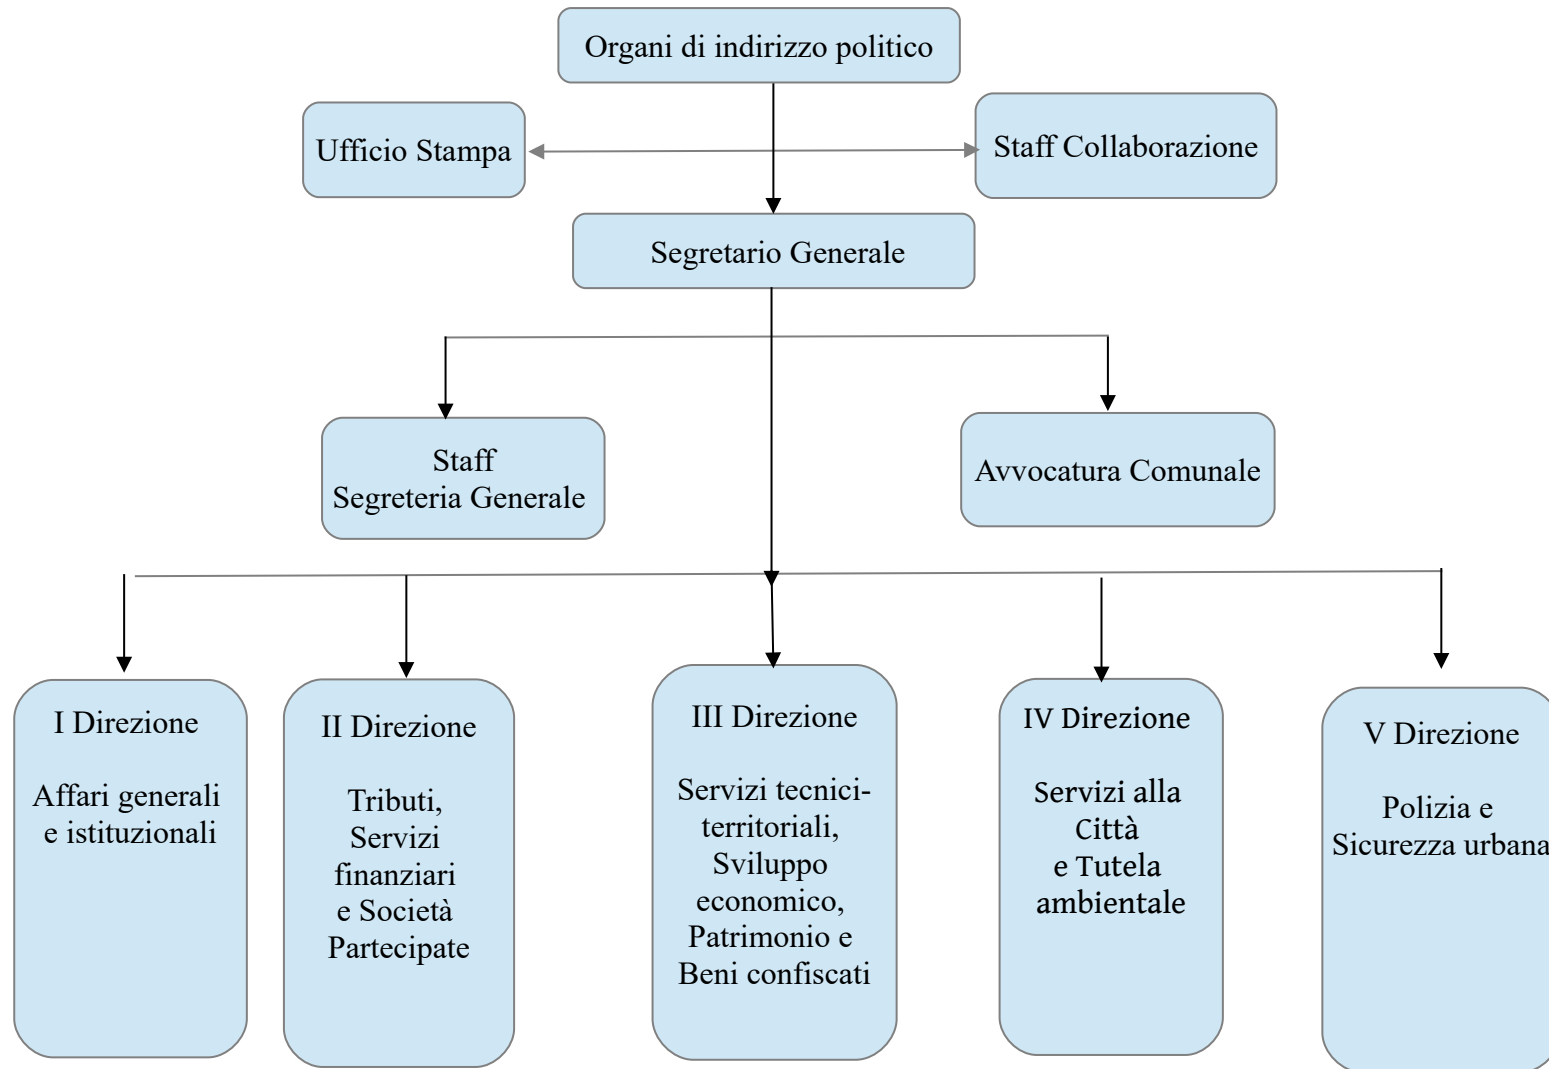 Organi di indirizzo politico
Ufficio Stampa
Staff Collaborazione
Segretario Generale
Staff
Segreteria Generale
Avvocatura Comunale
I Direzione
Affari generali
e istituzionali
II Direzione
Tributi,
Servizi
finanziari
e Società
Partecipate
III Direzione
Servizi tecnici-
territoriali,
Sviluppo
economico,
Patrimonio e
Beni confiscati
IV Direzione
Servizi alla
Città
e Tutela
ambientale
V Direzione
Polizia e
Sicurezza urbana